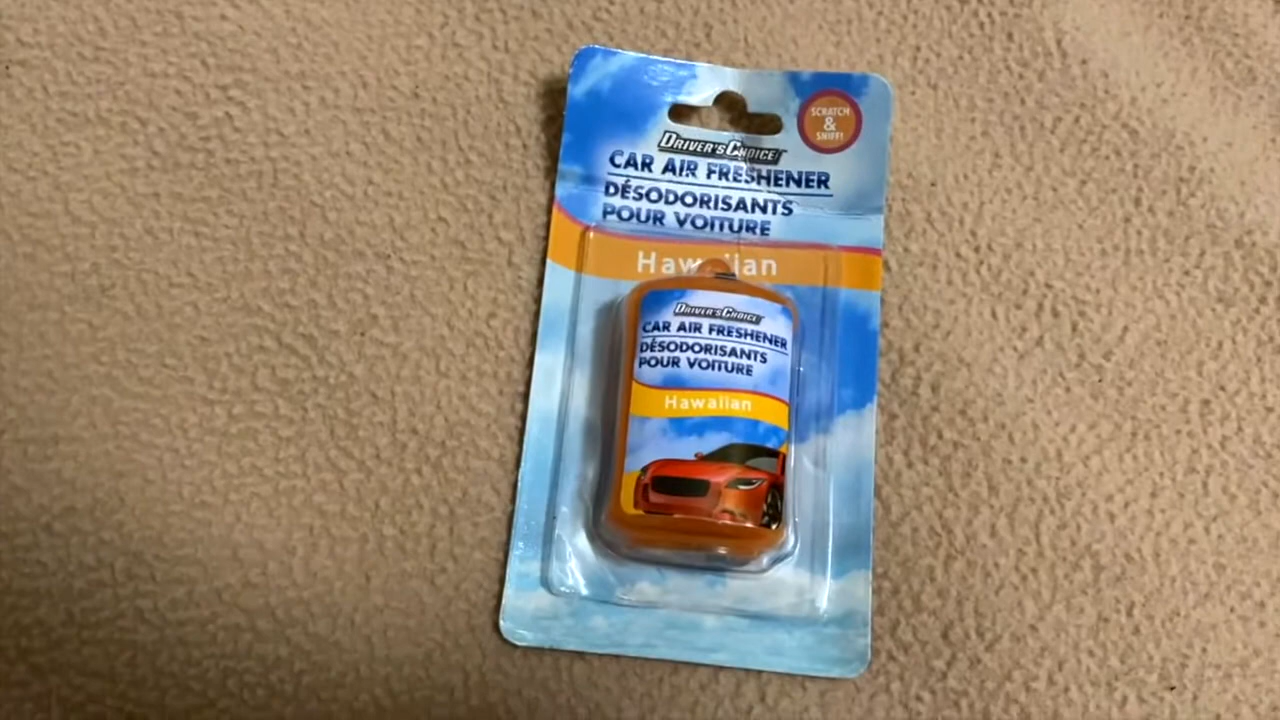 SCRATCH
&
SNIFF!
DRIVER'S CHOICE
CAR AIR FRESHENER
DÉSODORISANTS
POUR VOITURE
Hawaiian
DRIVER'S CHOICE
CAR AIR FRESHENER
DÉSODORISANTS
POUR VOITURE
Hawaiian